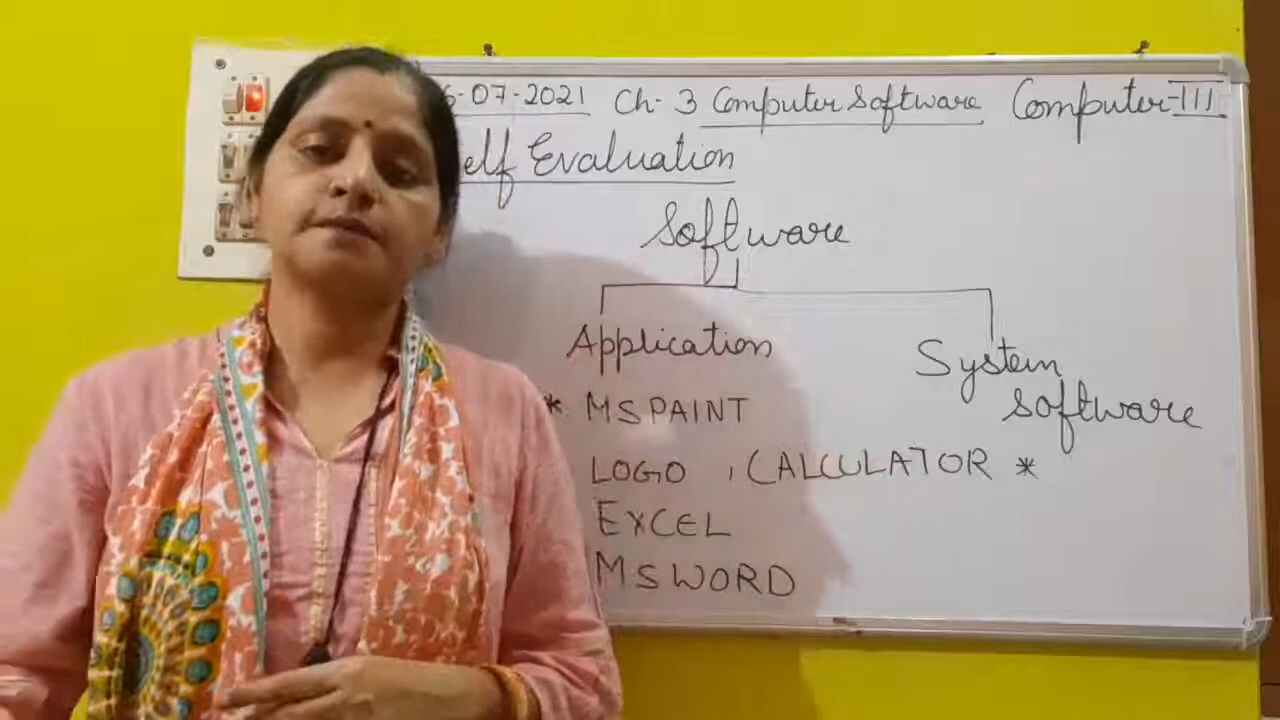 6-07-2021 Ch- 3 Computer Software Computer-III
elf Evaluation
Software
Application System
Software
* MSPAINT
LOGO , CALCULATOR *
EXCEL
MSWORD